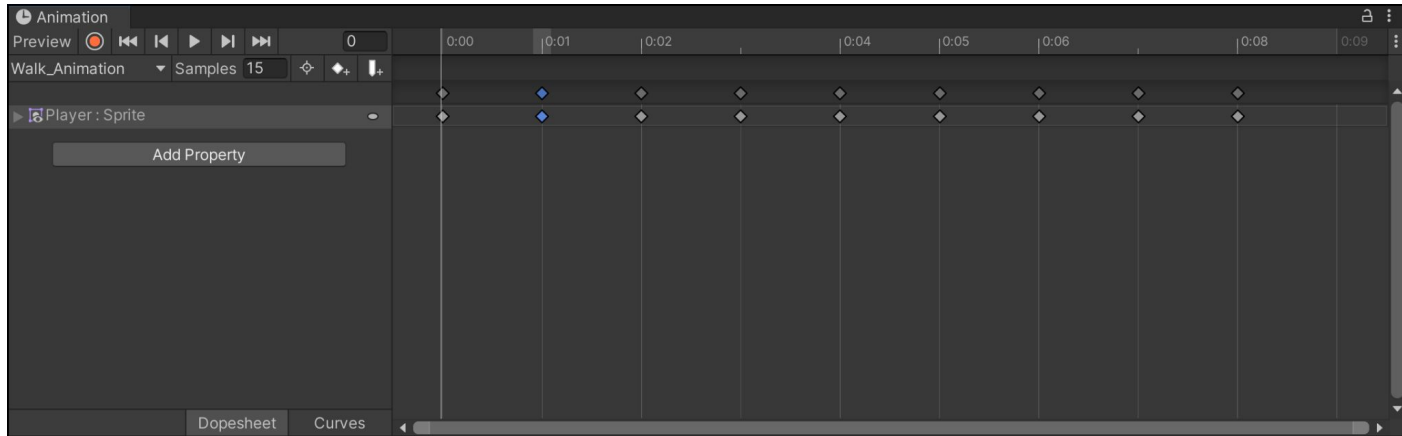 Animation
Preview 0 0:00 0:01 0:02 0:04 0:05 0:06 0:08 0:09
Walk_Animation Samples 15
Player : Sprite
Add Property
Dopesheet Curves